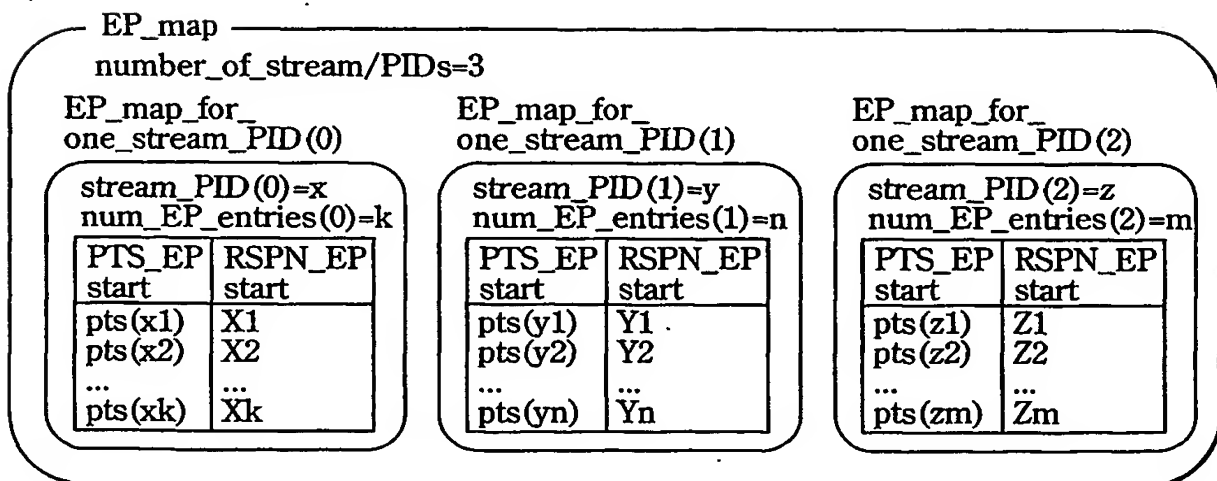 EP_map
number_of_stream/PIDs=3
EP_map_for_
one_stream_PID(0)
stream_PID(0)=x
num_EP_entries(0)=k
PTS_EP RSPN_EP
start start
pts(x1) X1
pts(x2) X2
... ...
pts(xk) Xk
EP_map_for_
one_stream_PID(1)
stream_PID(1)=y
num_EP_entries(1)=n
PTS_EP RSPN_EP
start start
pts(y1) Y1
pts(y2) Y2
... ...
pts(yn) Yn
EP_map_for_
one_stream_PID(2)
stream_PID(2)=z
num_EP_entries(2)=m
PTS_EP RSPN_EP
start start
pts(z1) Z1
pts(z2) Z2
... ...
pts(zm) Zm